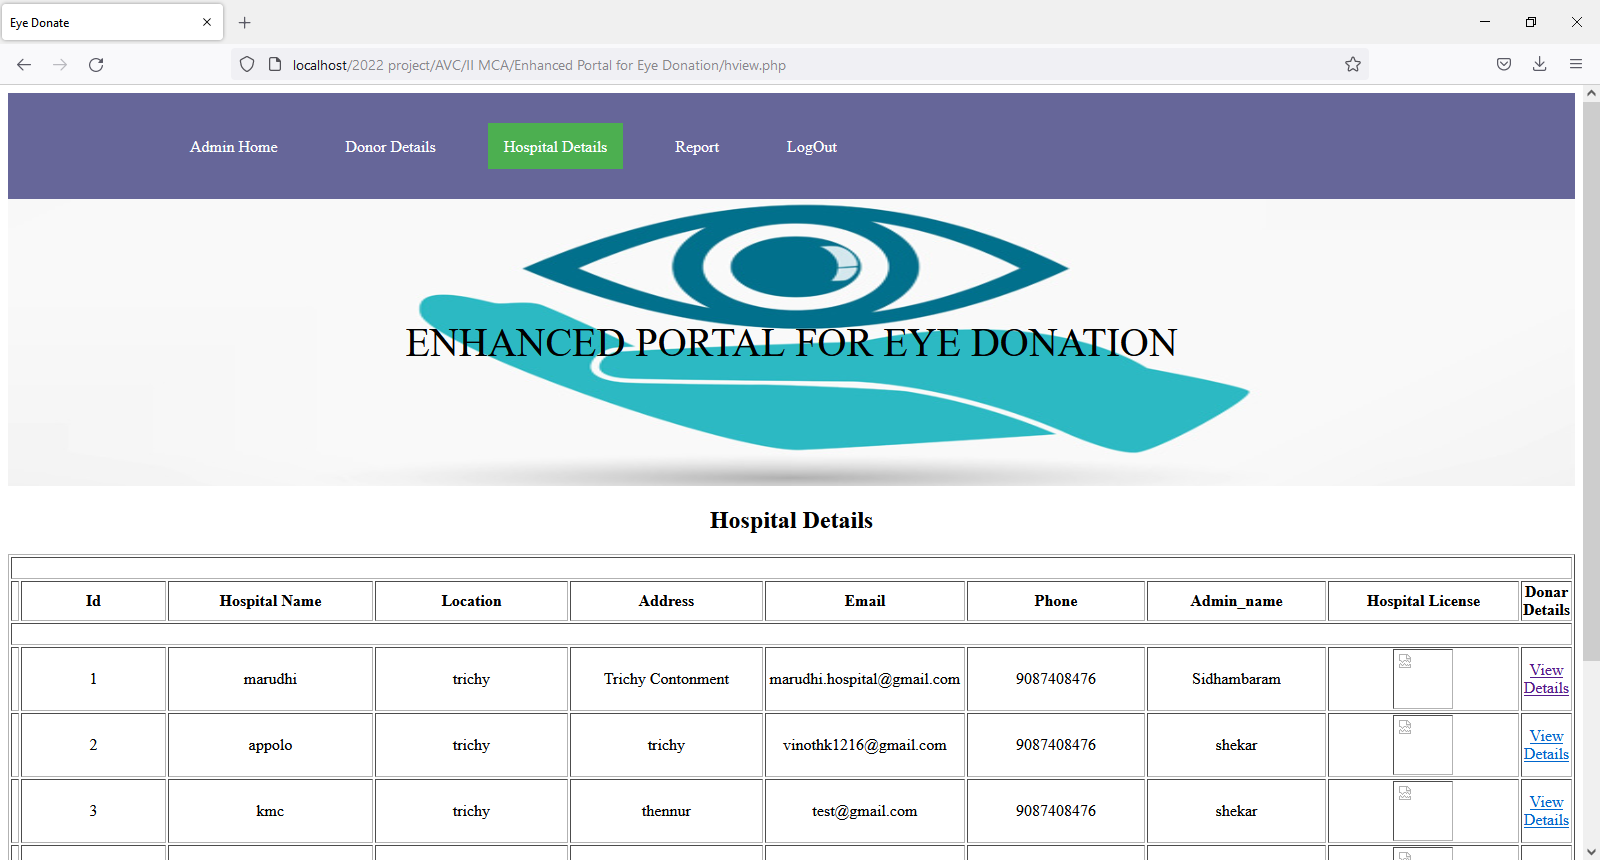 Eye Donate
localhost/2022 project/AVC/II MCA/Enhanced Portal for Eye Donation/hview.php
Admin Home Donor Details Hospital Details Report LogOut
ENHANCED PORTAL FOR EYE DONATION
Hospital Details
Id Hospital Name Location Address Email Phone Admin_name Hospital License Donar Details
1 marudhi trichy Trichy Contonment marudhi.hospital@gmail.com 9087408476 Sidhambaram View Details
2 appolo trichy trichy vinothk1216@gmail.com 9087408476 shekar View Details
3 kmc trichy thennur test@gmail.com 9087408476 shekar View Details